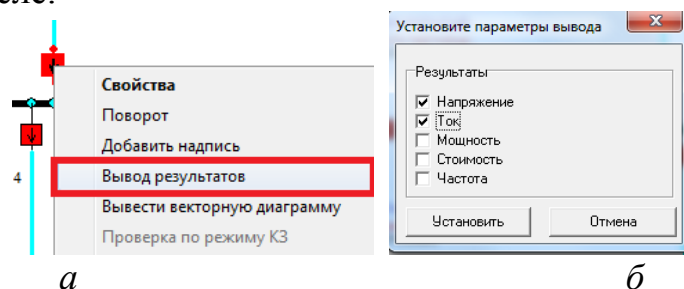 еле:
Свойства
Поворот
Добавить надпись
Вывод результатов
Вывести векторную диаграмму
Проверка по режиму КЗ
4
Установите параметры вывода
Результаты
Напряжение
Ток
Мощность
Стоимость
Частота
Установить Отмена
а б